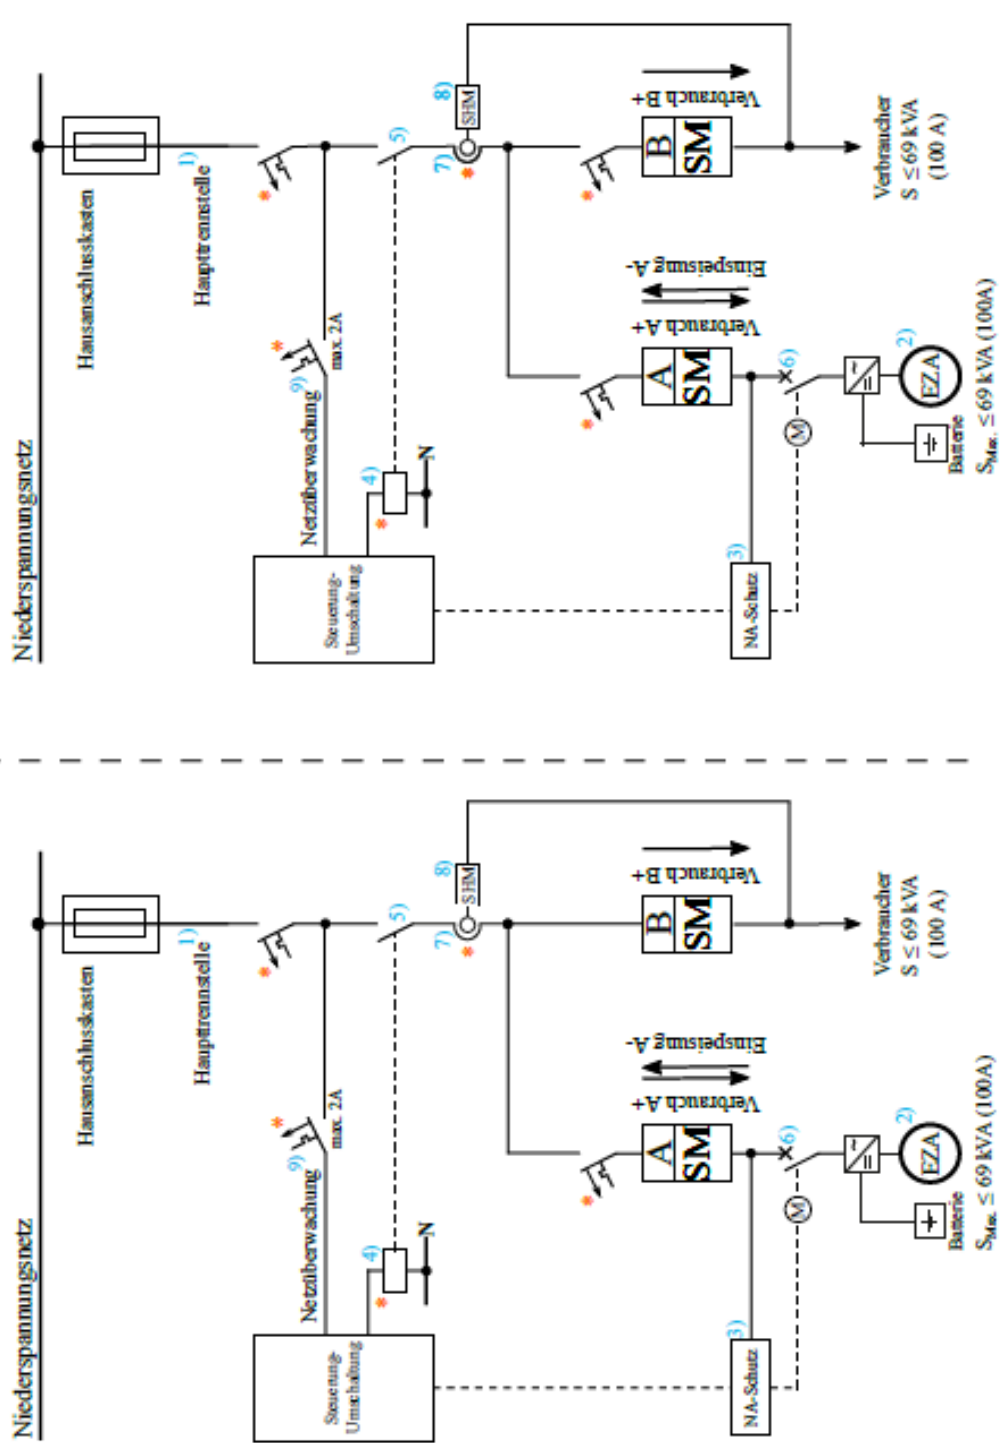 Niederspannungsnetz
Hausanschlusskasten
1)
Haupttrennstelle
*
*
9)
Netzüberwachung
max. 2A
5)
4)
*
N
Steuerung-
Umschaltung
8)
SHM
7)
*
*
*
B
SM
Verbrauch B+
A
SM
Verbrauch A+
Einspeisung A-
3)
NA-Schutz
6)
M
2)
EZA
Batterie
Verbraucher
S ≤ 69 kVA
(100 A)
SMax. ≤ 69 kVA (100A)
Niederspannungsnetz
Hausanschlusskasten
1)
Haupttrennstelle
*
*
9)
Netzüberwachung
max. 2A
5)
4)
*
N
Steuerung-
Umschaltung
8)
SHM
7)
*
*
B
SM
Verbrauch B+
A
SM
Verbrauch A+
Einspeisung A-
3)
NA-Schutz
6)
M
2)
EZA
Batterie
Verbraucher
S ≤ 69 kVA
(100 A)
SMax. ≤ 69 kVA (100A)